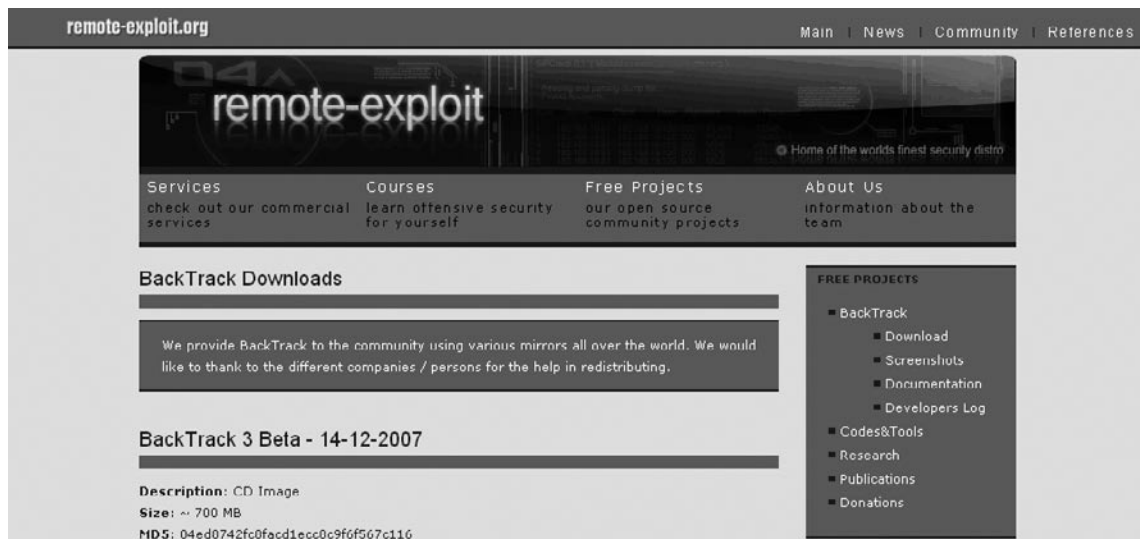 remote-exploit.org
Main | News | Community | References
remote-exploit
Home of the worlds finest security distro
Services
check out our commercial
services
Courses
learn offensive security
for yourself
Free Projects
our open source
community projects
About Us
information about the
team
BackTrack Downloads
We provide BackTrack to the community using various mirrors all over the world. We would
like to thank to the different companies / persons for the help in redistributing.
BackTrack 3 Beta - 14-12-2007
Description: CD Image
Size: ~ 700 MB
MD5: 04ed0742fc0facd1ecc0c9f6f567c116
FREE PROJECTS
BackTrack
Download
Screenshots
Documentation
Developers Log
Codes&Tools
Research
Publications
Donations